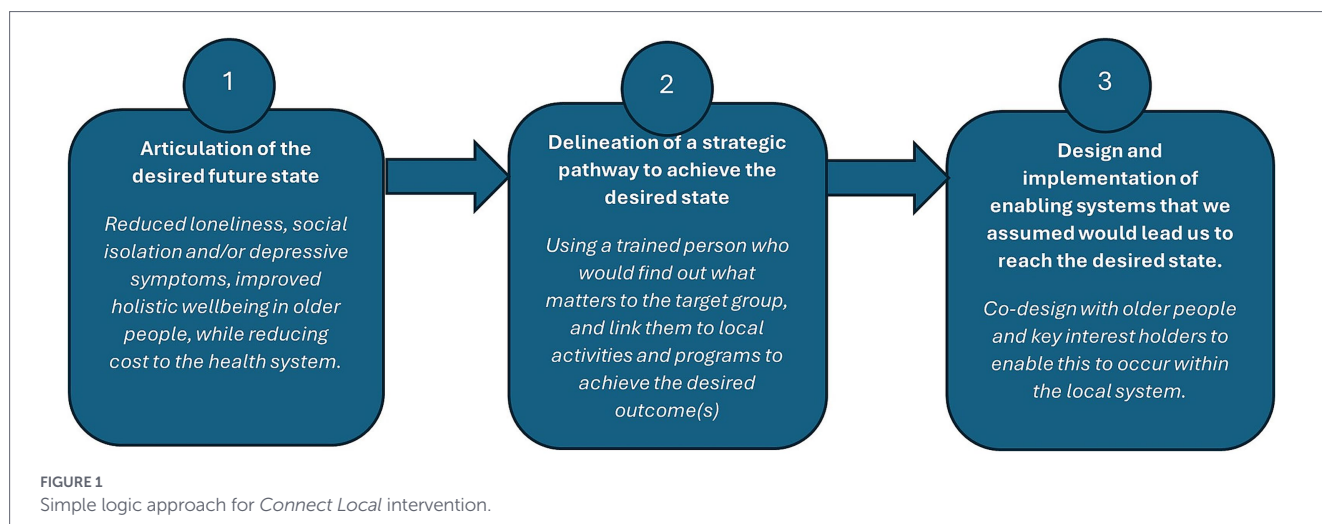 1
Articulation of the
desired future state
Reduced loneliness, social
isolation and/or depressive
symptoms, improved
holistic wellbeing in older
people, while reducing
cost to the health system.
2
Delineation of a strategic
pathway to achieve the
desired state
Using a trained person who
would find out what
matters to the target group,
and link them to local
activities and programs to
achieve the desired
outcome(s)
3
Design and
implementation of
enabling systems that we
assumed would lead us to
reach the desired state.
Co-design with older people
and key interest holders to
enable this to occur within
the local system.
FIGURE 1
Simple logic approach for Connect Local intervention.